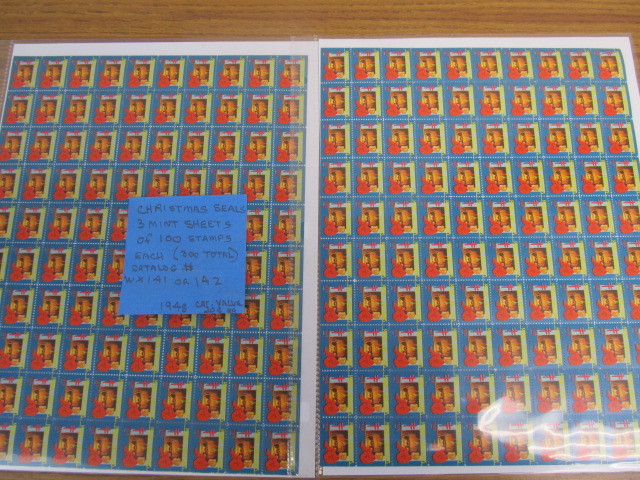 CHRISTMAS SEALS
3 MINT SHEETS
of 100 STAMPS
EACH (300 TOTAL)
CATALOG #
WX141 OR 142
1948 CAT. VALUE